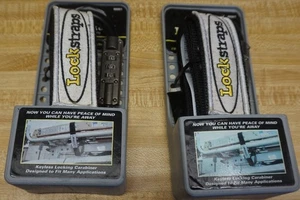 Lockstraps
NOW YOU CAN HAVE PEACE OF MIND
WHILE YOU'RE AWAY
Keyless Locking Carabiner
Designed to Fit Many Applications
Lockstraps
NOW YOU CAN HAVE PEACE OF MIND
WHILE YOU'RE AWAY
Keyless Locking Carabiner
Designed to Fit Many Applications